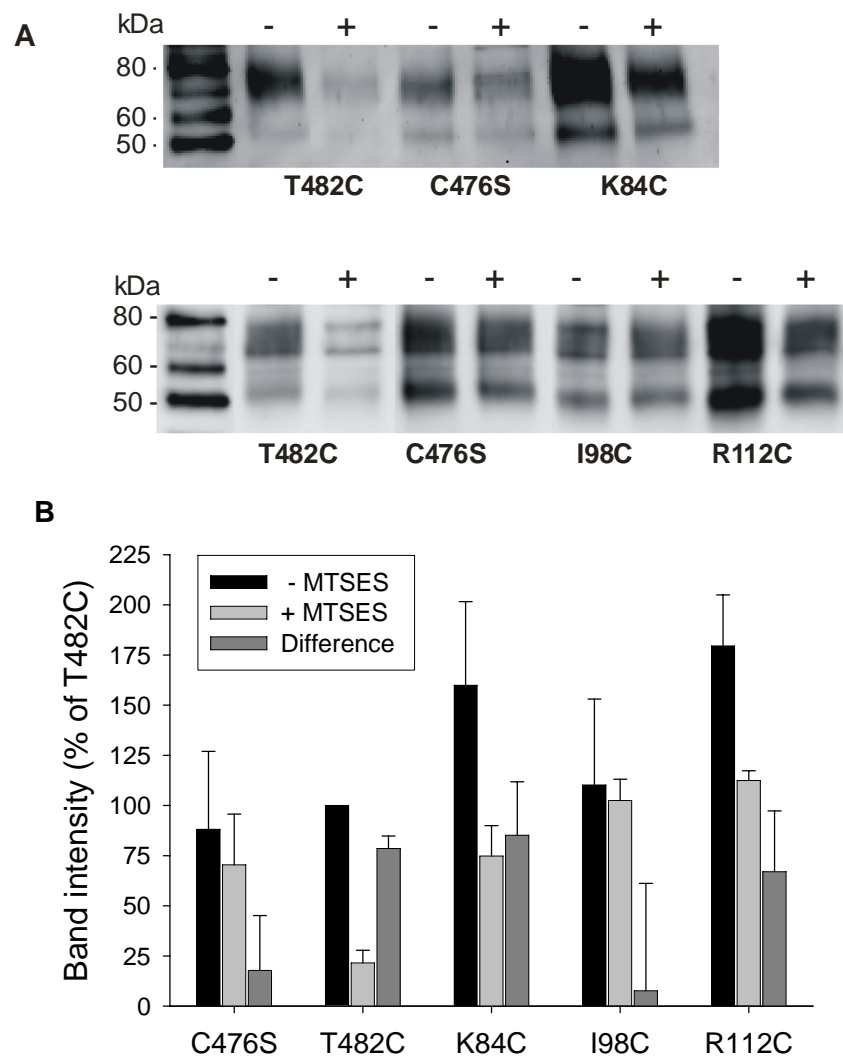 A
kDa - + - + - +
80
60
50
T482C C476S K84C
kDa - + - + - + - +
80 -
60 -
50 -
T482C C476S I98C R112C
B
Band intensity (% of T482C)
225
200
175
150
125
100
75
50
25
0
- MTSES
+ MTSES
Difference
C476S T482C K84C I98C R112C